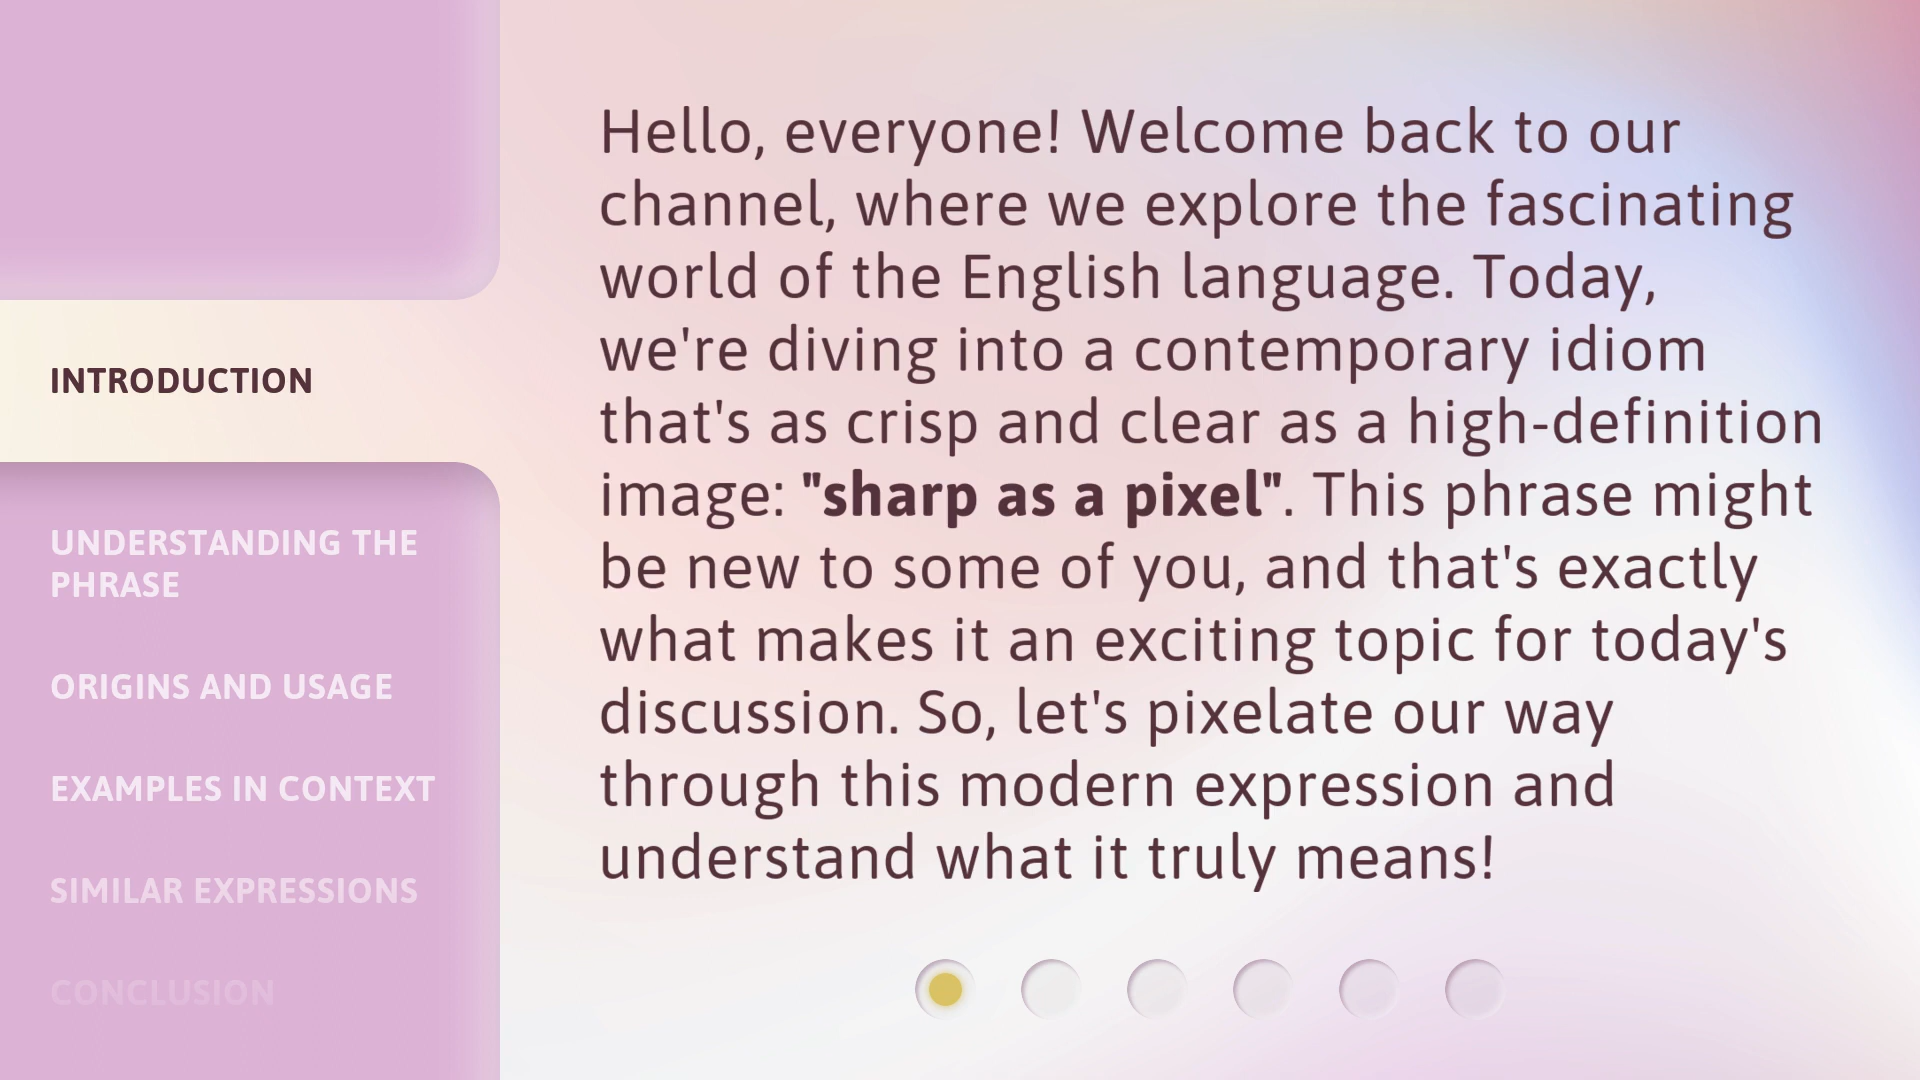 INTRODUCTION
UNDERSTANDING THE
PHRASE
ORIGINS AND USAGE
EXAMPLES IN CONTEXT
SIMILAR EXPRESSIONS
CONCLUSION
Hello, everyone! Welcome back to our
channel, where we explore the fascinating
world of the English language. Today,
we're diving into a contemporary idiom
that's as crisp and clear as a high-definition
image: "sharp as a pixel". This phrase might
be new to some of you, and that's exactly
what makes it an exciting topic for today's
discussion. So, let's pixelate our way
through this modern expression and
understand what it truly means!